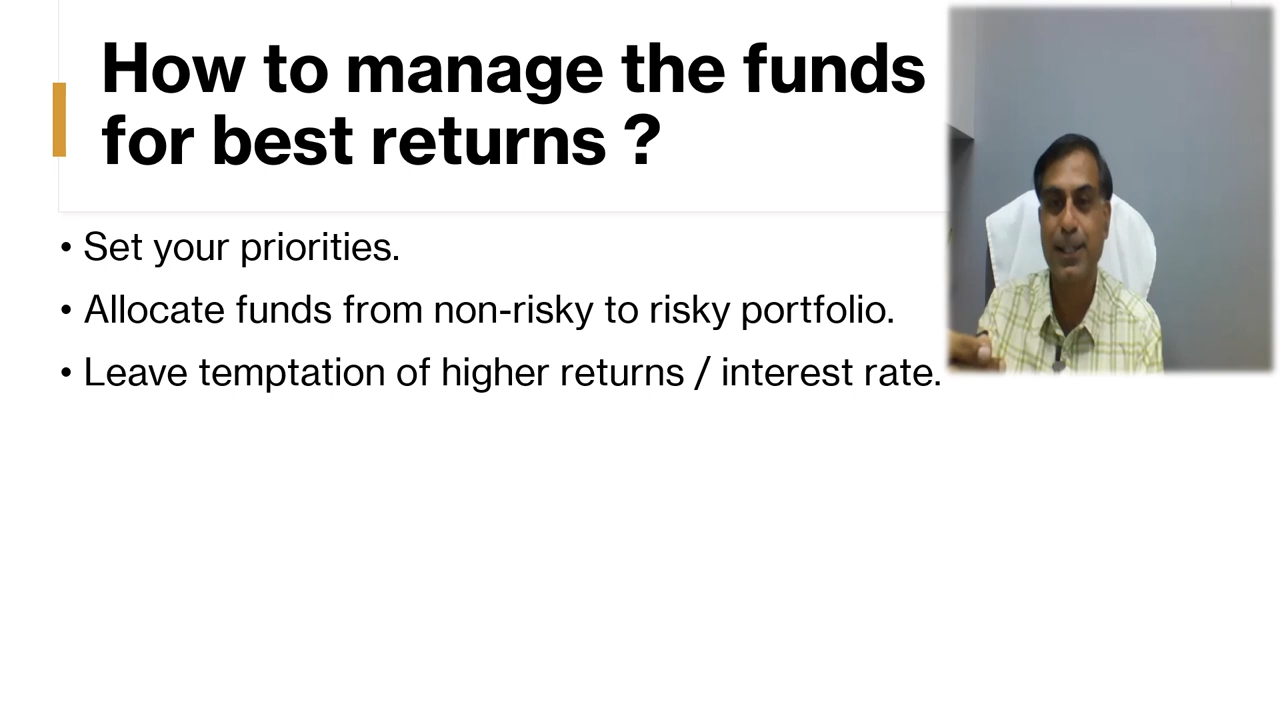 How to manage the funds
for best returns ?
• Set your priorities.
• Allocate funds from non-risky to risky portfolio.
• Leave temptation of higher returns / interest rate.